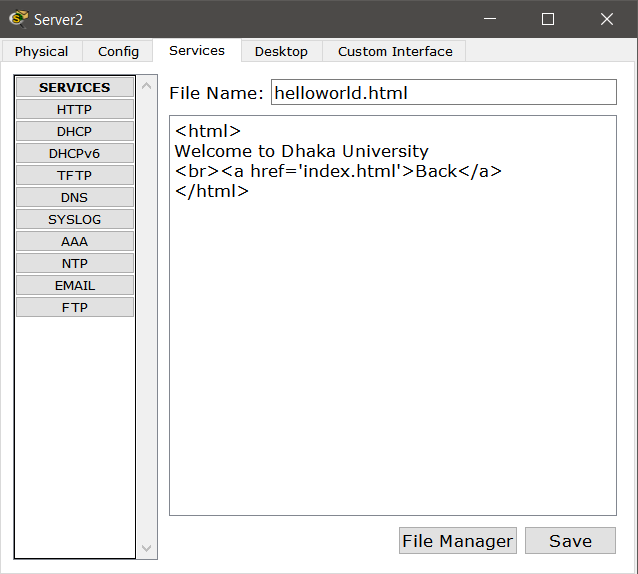 Server2
Physical Config Services Desktop Custom Interface
SERVICES
HTTP
DHCP
DHCPv6
TFTP
DNS
SYSLOG
AAA
NTP
EMAIL
FTP
File Name: helloworld.html
<html>
Welcome to Dhaka University
<br><a href='index.html'>Back</a>
</html>
File Manager Save